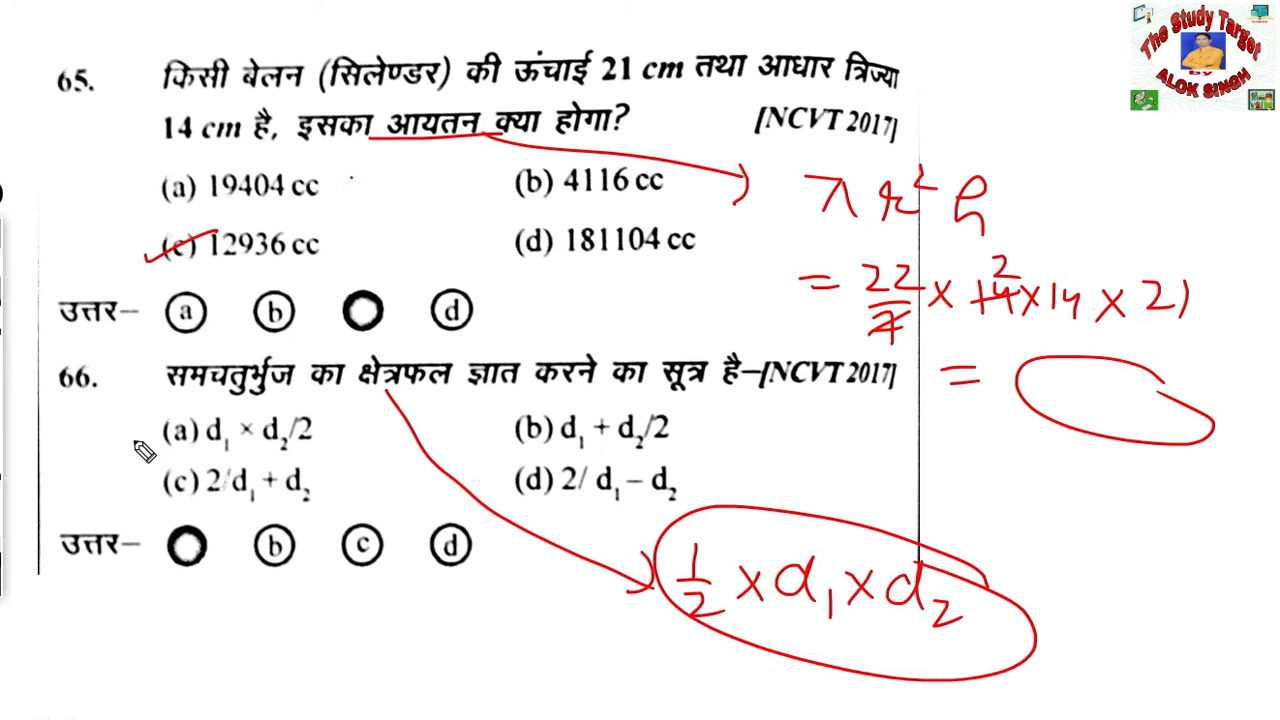 The Study Target
BY
ALOK SINGH
65. किसी बेलन (सिलेण्डर) की ऊंचाई 21 cm तथा आधार त्रिज्या
14 cm है, इसका आयतन क्या होगा? [NCVT 2017]
(a) 19404 cc (b) 4116 cc
(c) 12936 cc (d) 181104 cc
उत्तर– a b d
πr²h
= 22/7 × 14 2 × 14 × 21
=
66. समचतुर्भुज का क्षेत्रफल ज्ञात करने का सूत्र है–[NCVT 2017]
(a) d₁ × d₂/2 (b) d₁ + d₂/2
(c) 2/d₁ + d₂ (d) 2/ d₁ – d₂
उत्तर– b c d
1/2 × d₁ × d₂